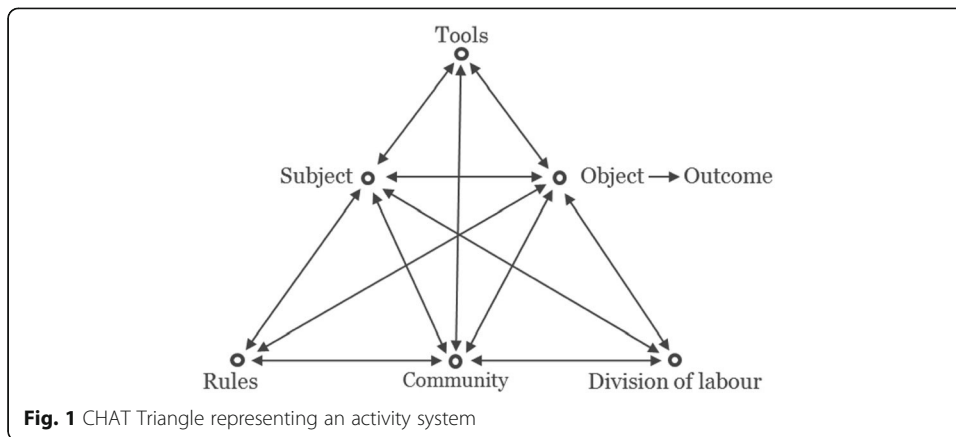 Tools
Subject
Object → Outcome
Rules
Community
Division of labour
Fig. 1 CHAT Triangle representing an activity system